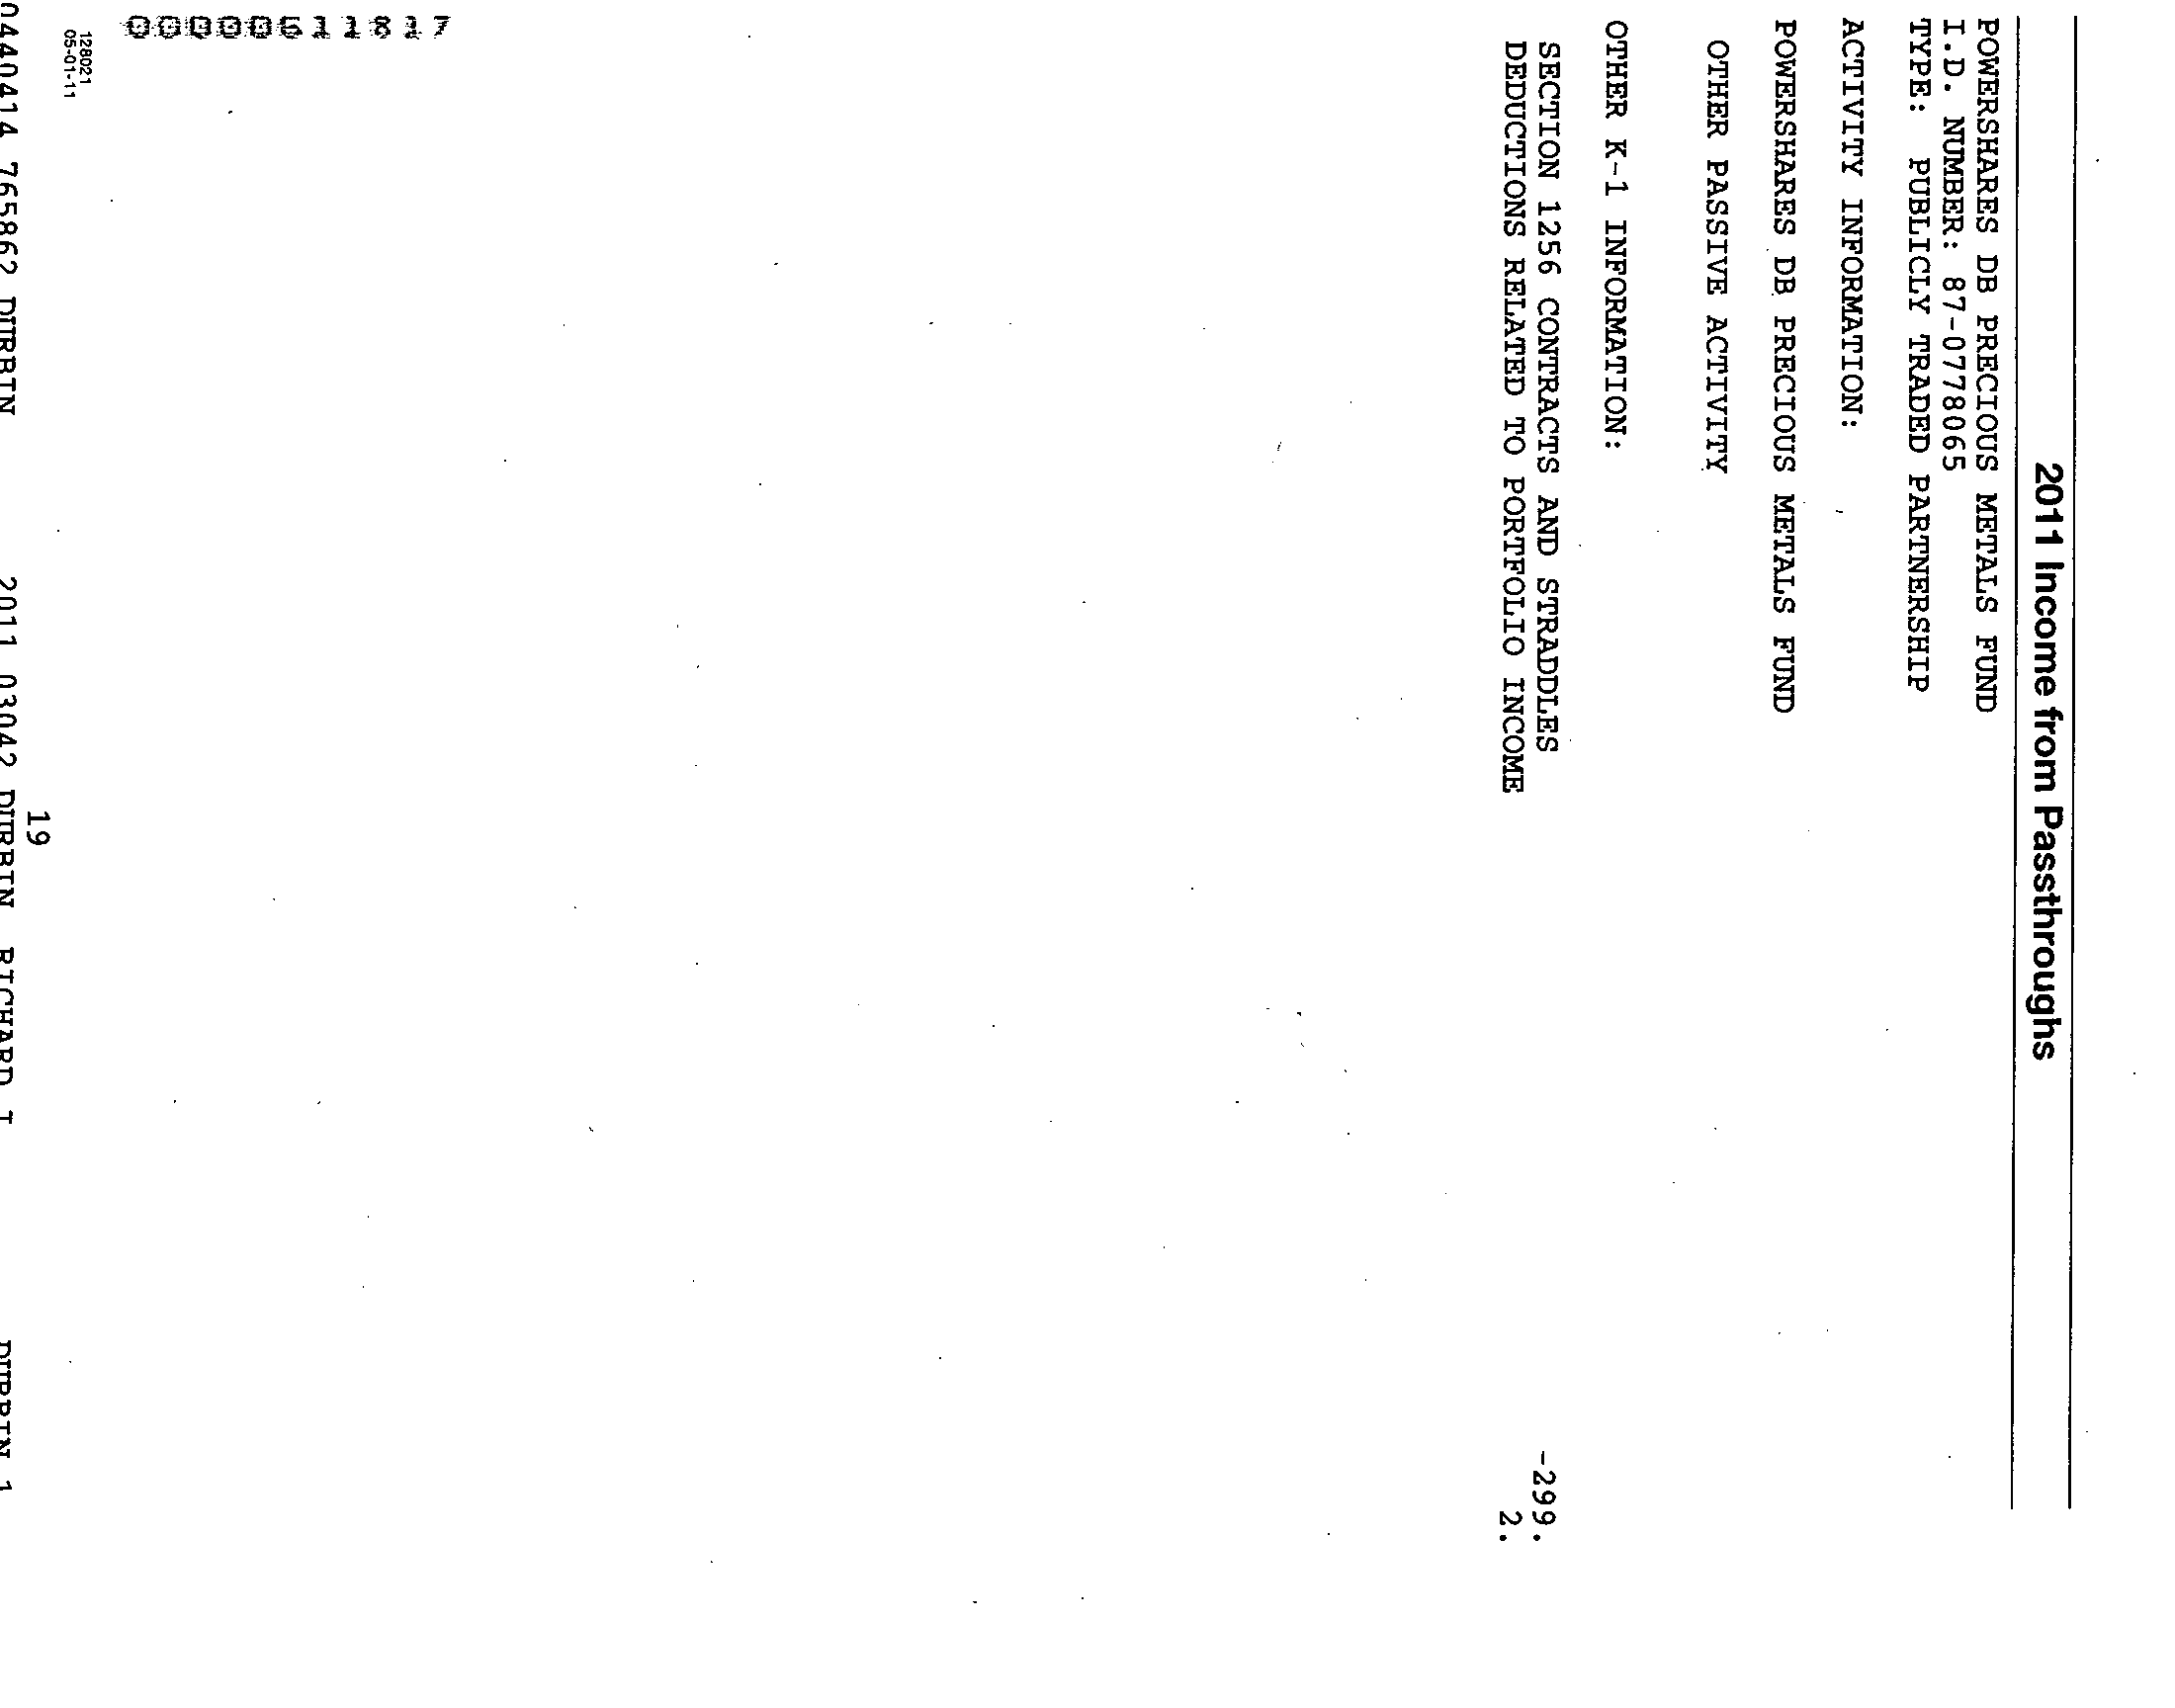 2011 Income from Passthroughs
POWERSHARES DB PRECIOUS METALS FUND
I.D. NUMBER: 87-0778065
TYPE: PUBLICLY TRADED PARTNERSHIP
ACTIVITY INFORMATION:
POWERSHARES DB PRECIOUS METALS FUND
OTHER PASSIVE ACTIVITY
OTHER K-1 INFORMATION:
SECTION 1256 CONTRACTS AND STRADDLES -299.
DEDUCTIONS RELATED TO PORTFOLIO INCOME 2.
00000611817
128021
05-01-11
19
0440414 765862 DURBIN 2011 03042 DURBIN RICHARD J DURBIN 1